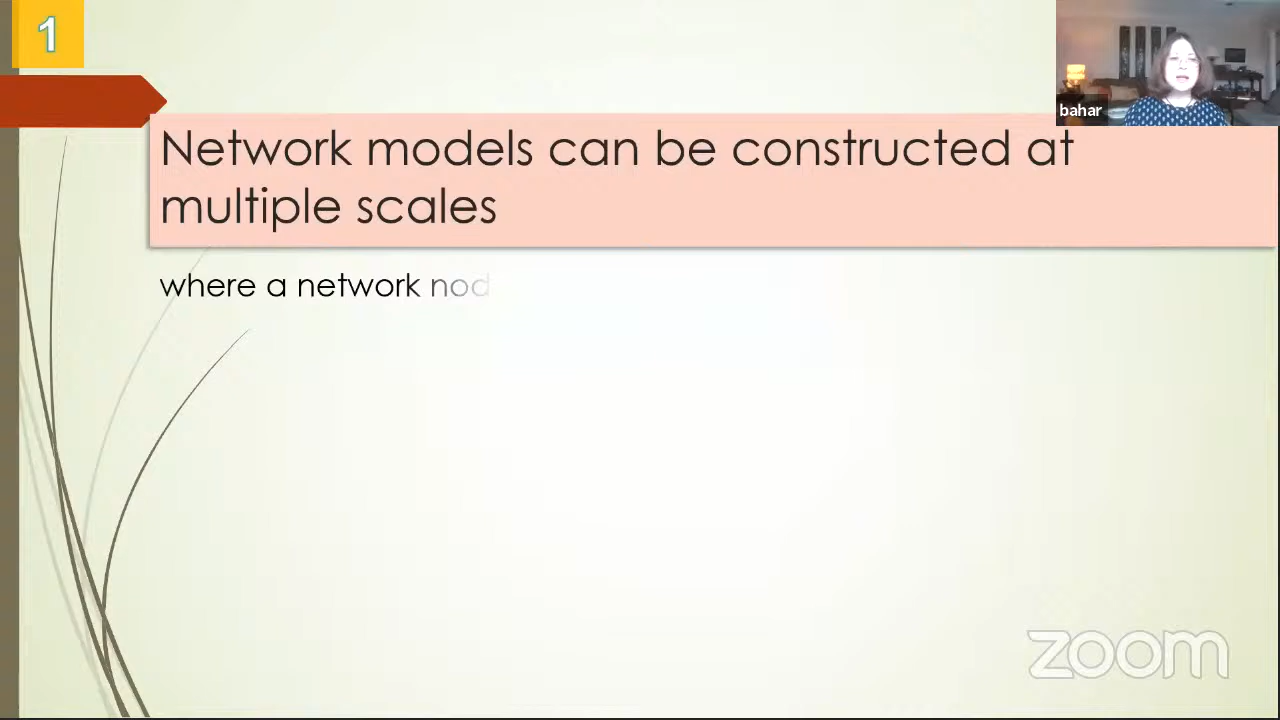 1
bahar
Network models can be constructed at
multiple scales
where a network nod
zoom